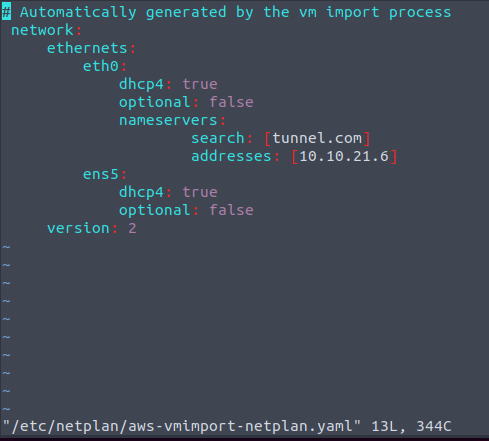 # Automatically generated by the vm import process
 network:
     ethernets:
         eth0:
             dhcp4: true
             optional: false
             nameservers:
                     search: [tunnel.com]
                     addresses: [10.10.21.6]
         ens5:
             dhcp4: true
             optional: false
     version: 2
~
~
~
~
~
~
~
~
~
~
"/etc/netplan/aws-vmimport-netplan.yaml" 13L, 344C